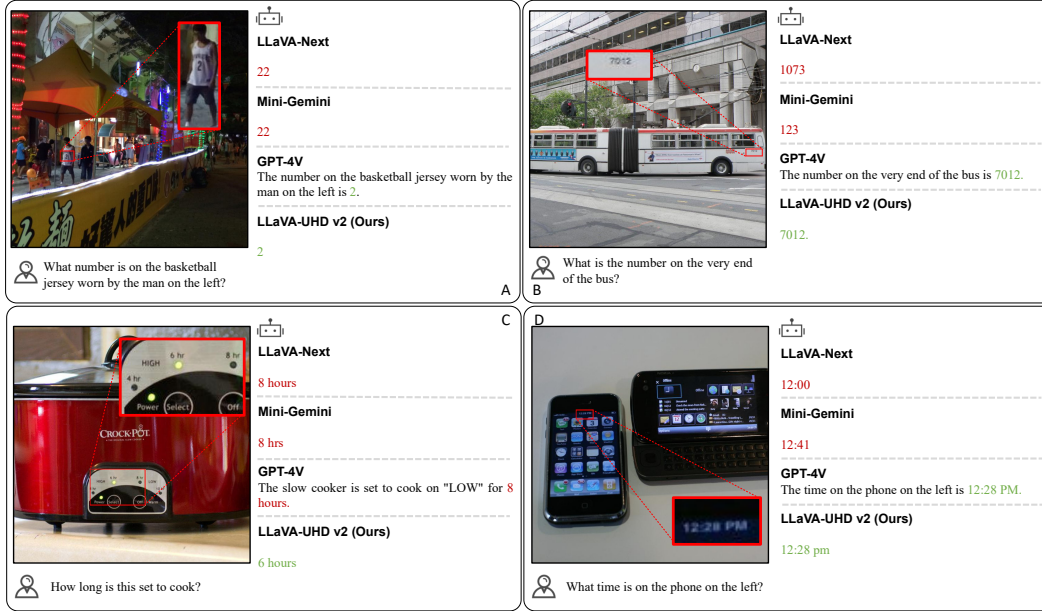 LLaVA-Next
22
Mini-Gemini
22
GPT-4V
The number on the basketball jersey worn by the
man on the left is 2.
LLaVA-UHD v2 (Ours)
2
2
What number is on the basketball
jersey worn by the man on the left?
A
7012
LLaVA-Next
1073
Mini-Gemini
123
GPT-4V
The number on the very end of the bus is 7012.
LLaVA-UHD v2 (Ours)
7012.
What is the number on the very end
of the bus?
B
C
4 hr
HIGH
6 hr
8 hr
Power
Select
Off
CROCK-POT
HIGH
LOW
LLaVA-Next
8 hours
Mini-Gemini
8 hrs
GPT-4V
The slow cooker is set to cook on "LOW" for 8
hours.
LLaVA-UHD v2 (Ours)
6 hours
How long is this set to cook?
D
12:28 PM
LLaVA-Next
12:00
Mini-Gemini
12:41
GPT-4V
The time on the phone on the left is 12:28 PM.
LLaVA-UHD v2 (Ours)
12:28 pm
What time is on the phone on the left?